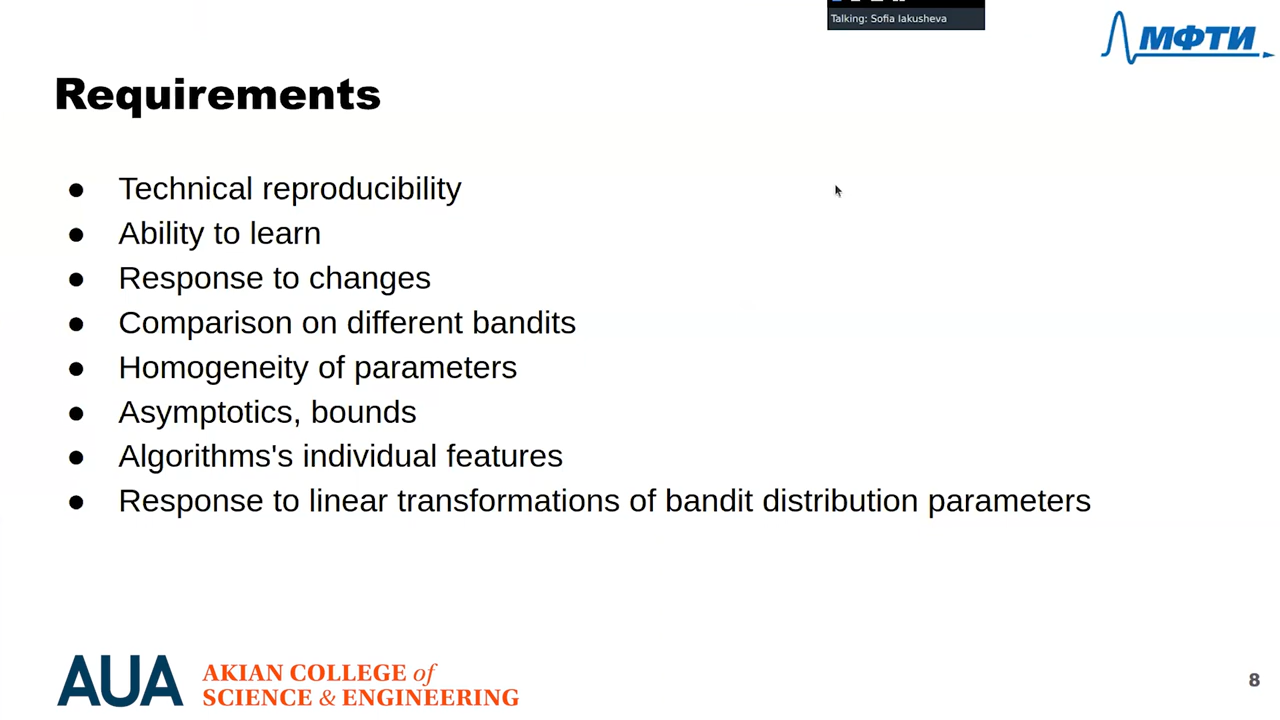 Talking: Sofia Iakusheva
МФТИ
Requirements
● Technical reproducibility
● Ability to learn
● Response to changes
● Comparison on different bandits
● Homogeneity of parameters
● Asymptotics, bounds
● Algorithms's individual features
● Response to linear transformations of bandit distribution parameters
AUA
AKIAN COLLEGE of
SCIENCE & ENGINEERING
8